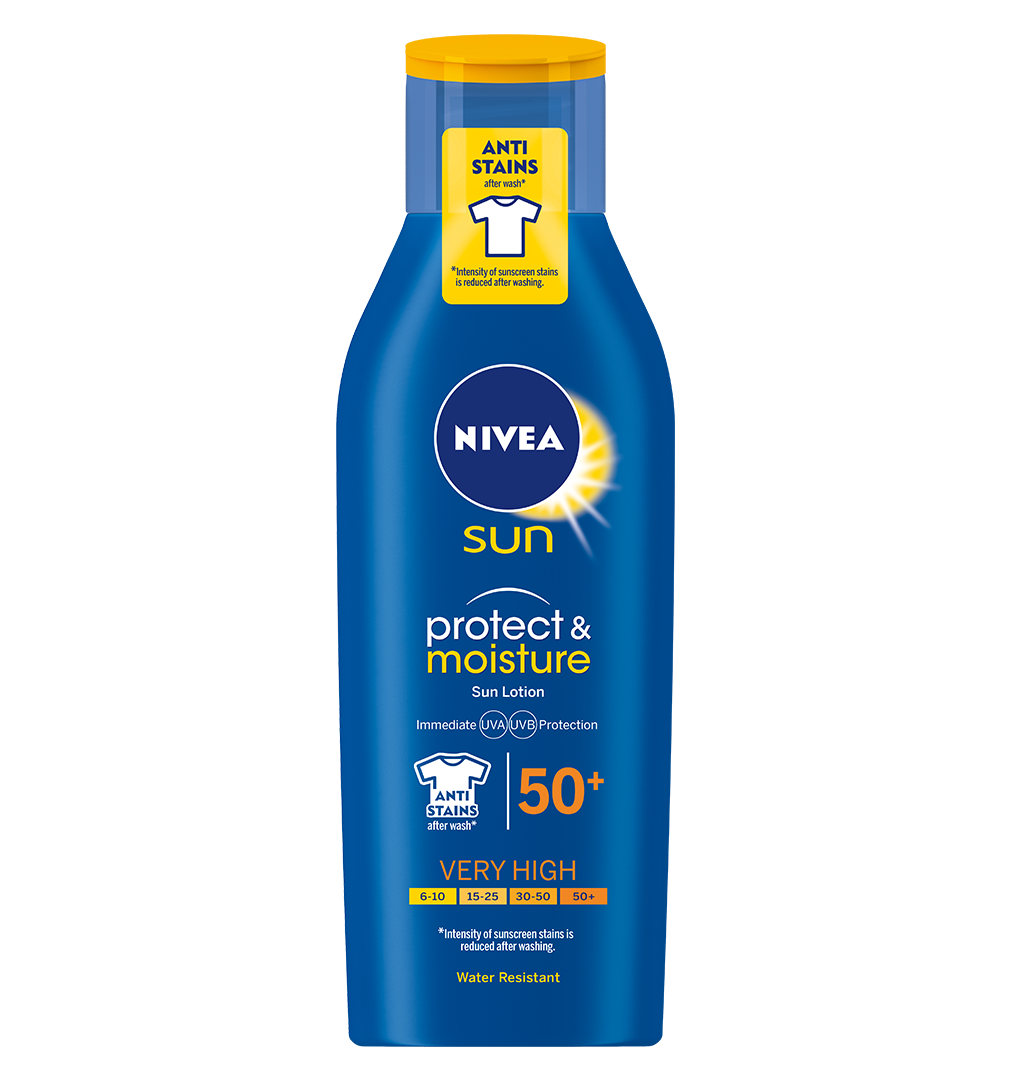 ANTI
STAINS
after wash*
*Intensity of sunscreen stains
is reduced after washing.
NIVEA
sun
protect &
moisture
Sun Lotion
Immediate UVA UVB Protection
ANTI
STAINS
after wash*
50+
VERY HIGH
6-10 15-25 30-50 50+
*Intensity of sunscreen stains is
reduced after washing.
Water Resistant